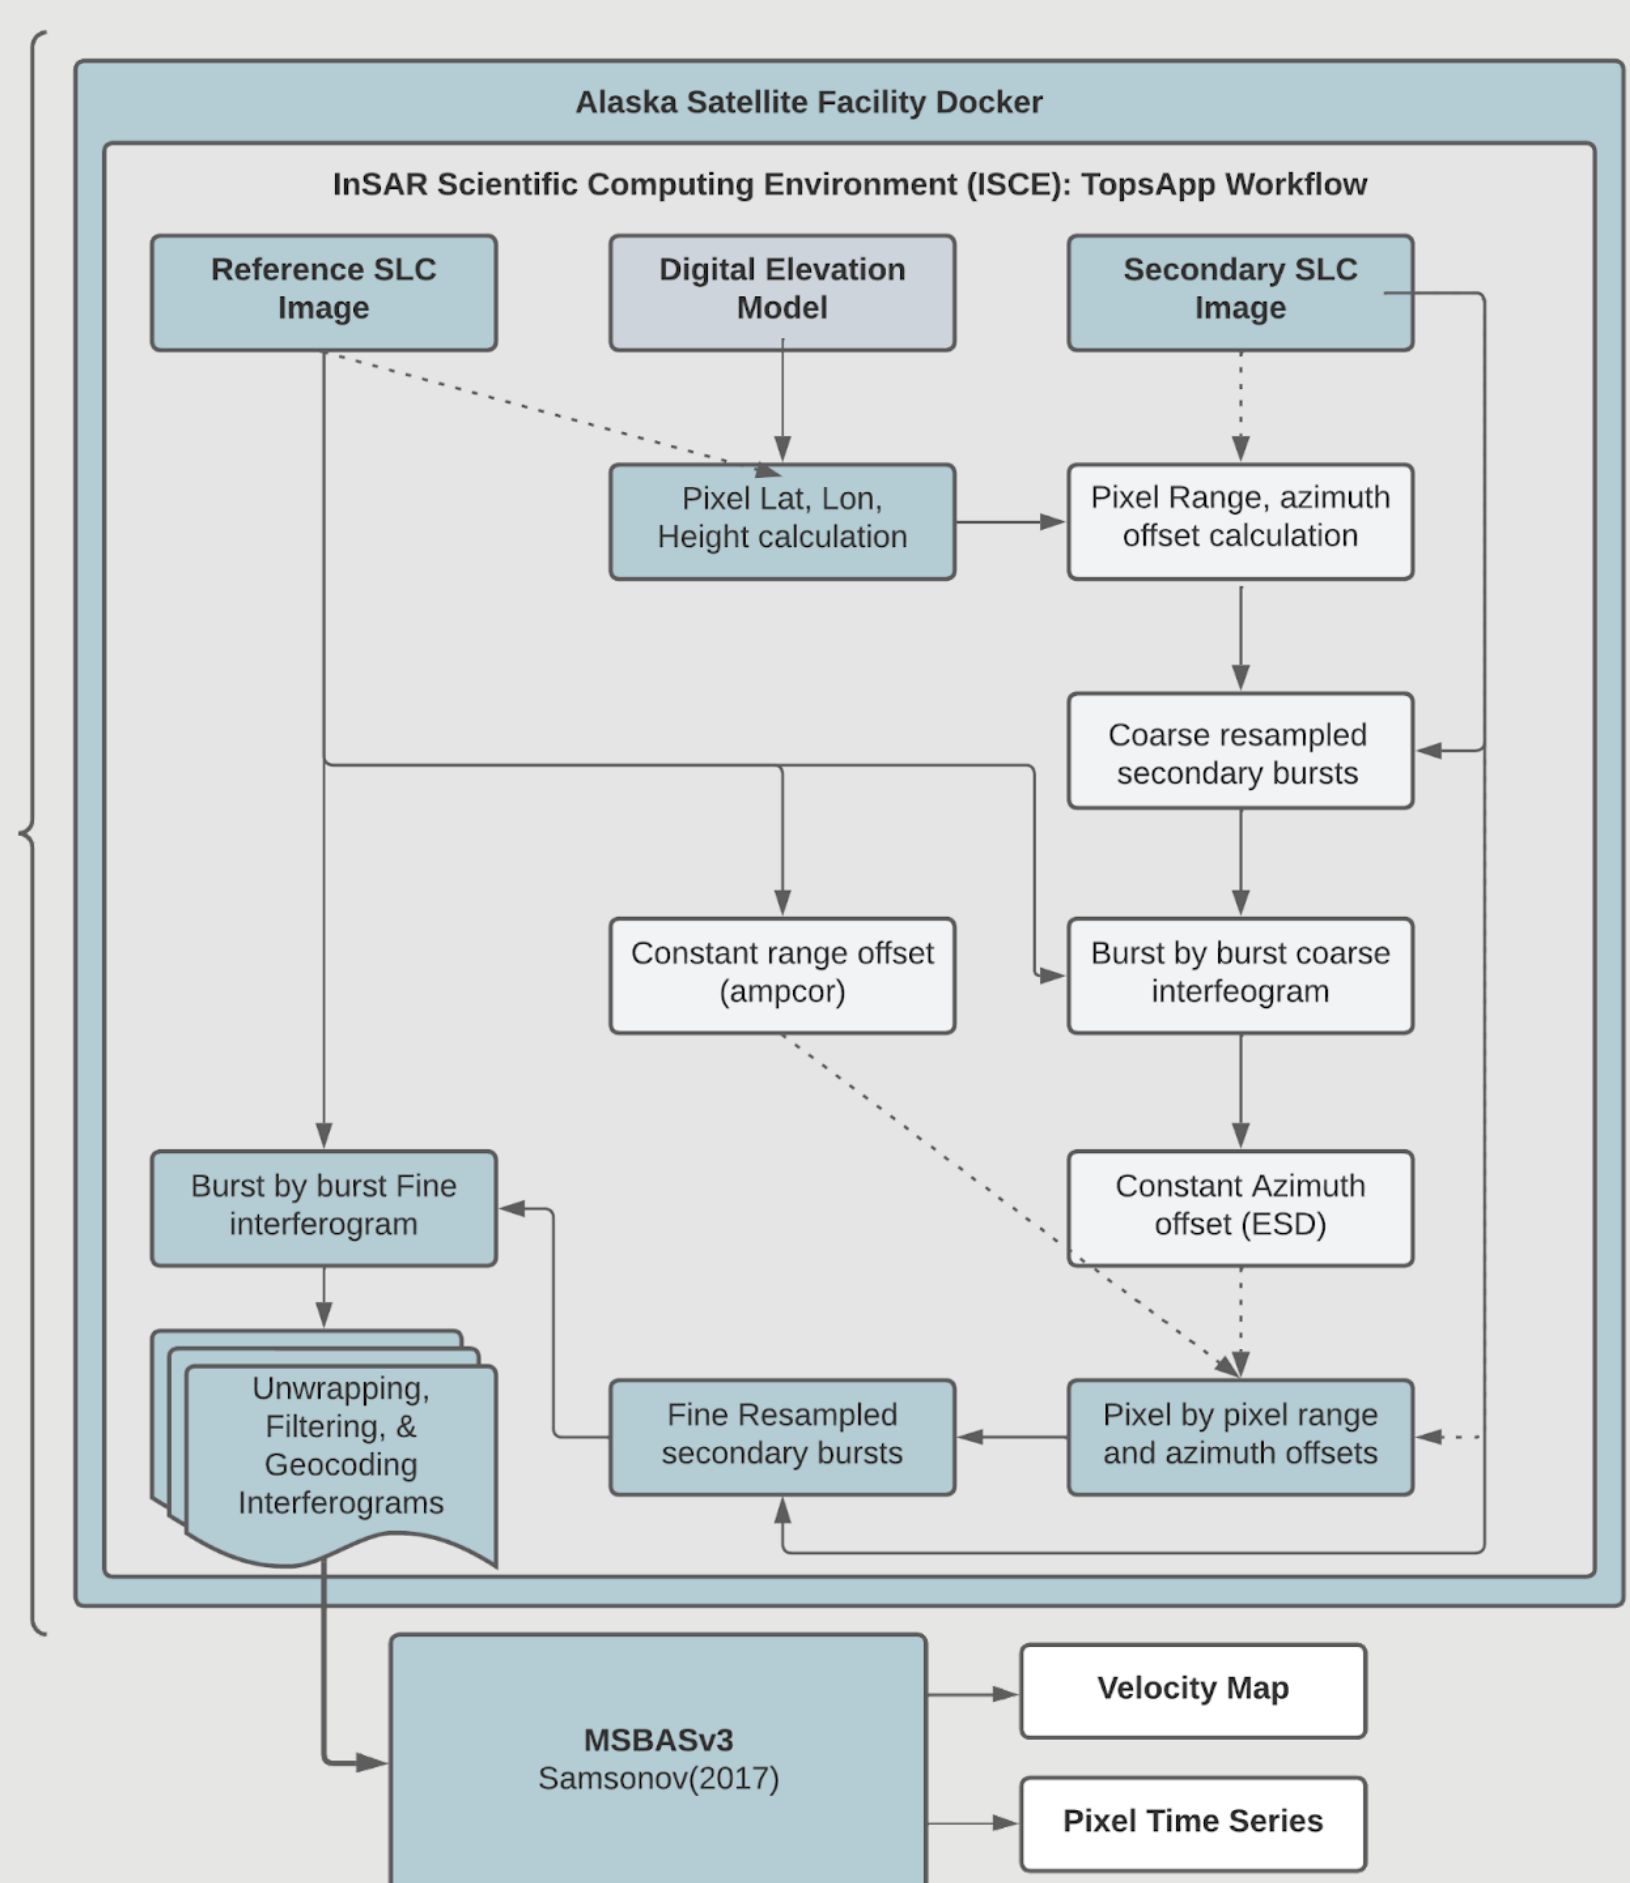 Alaska Satellite Facility Docker
InSAR Scientific Computing Environment (ISCE): TopsApp Workflow
Reference SLC
Image
Digital Elevation
Model
Secondary SLC
Image
Pixel Lat, Lon,
Height calculation
Pixel Range, azimuth
offset calculation
Coarse resampled
secondary bursts
Constant range offset
(ampcor)
Burst by burst coarse
interfeogram
Burst by burst Fine
interferogram
Constant Azimuth
offset (ESD)
Unwrapping,
Filtering, &
Geocoding
Interferograms
Fine Resampled
secondary bursts
Pixel by pixel range
and azimuth offsets
MSBASv3
Samsonov(2017)
Velocity Map
Pixel Time Series